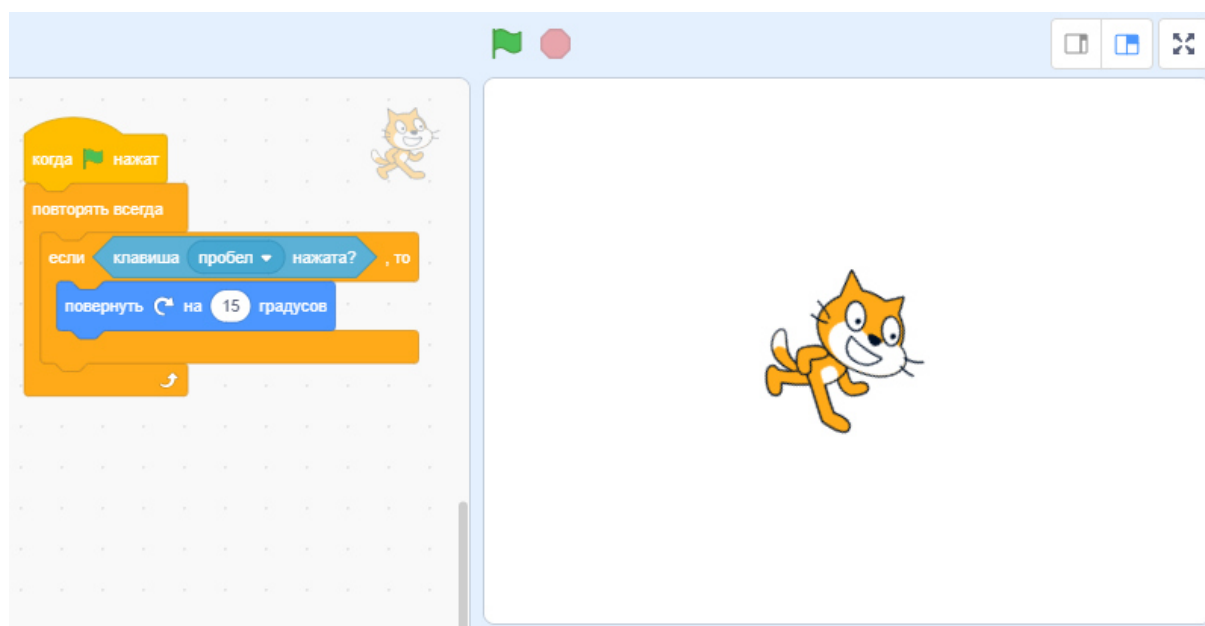 когда нажат
повторять всегда
если клавиша пробел нажата? , то
повернуть на 15 градусов